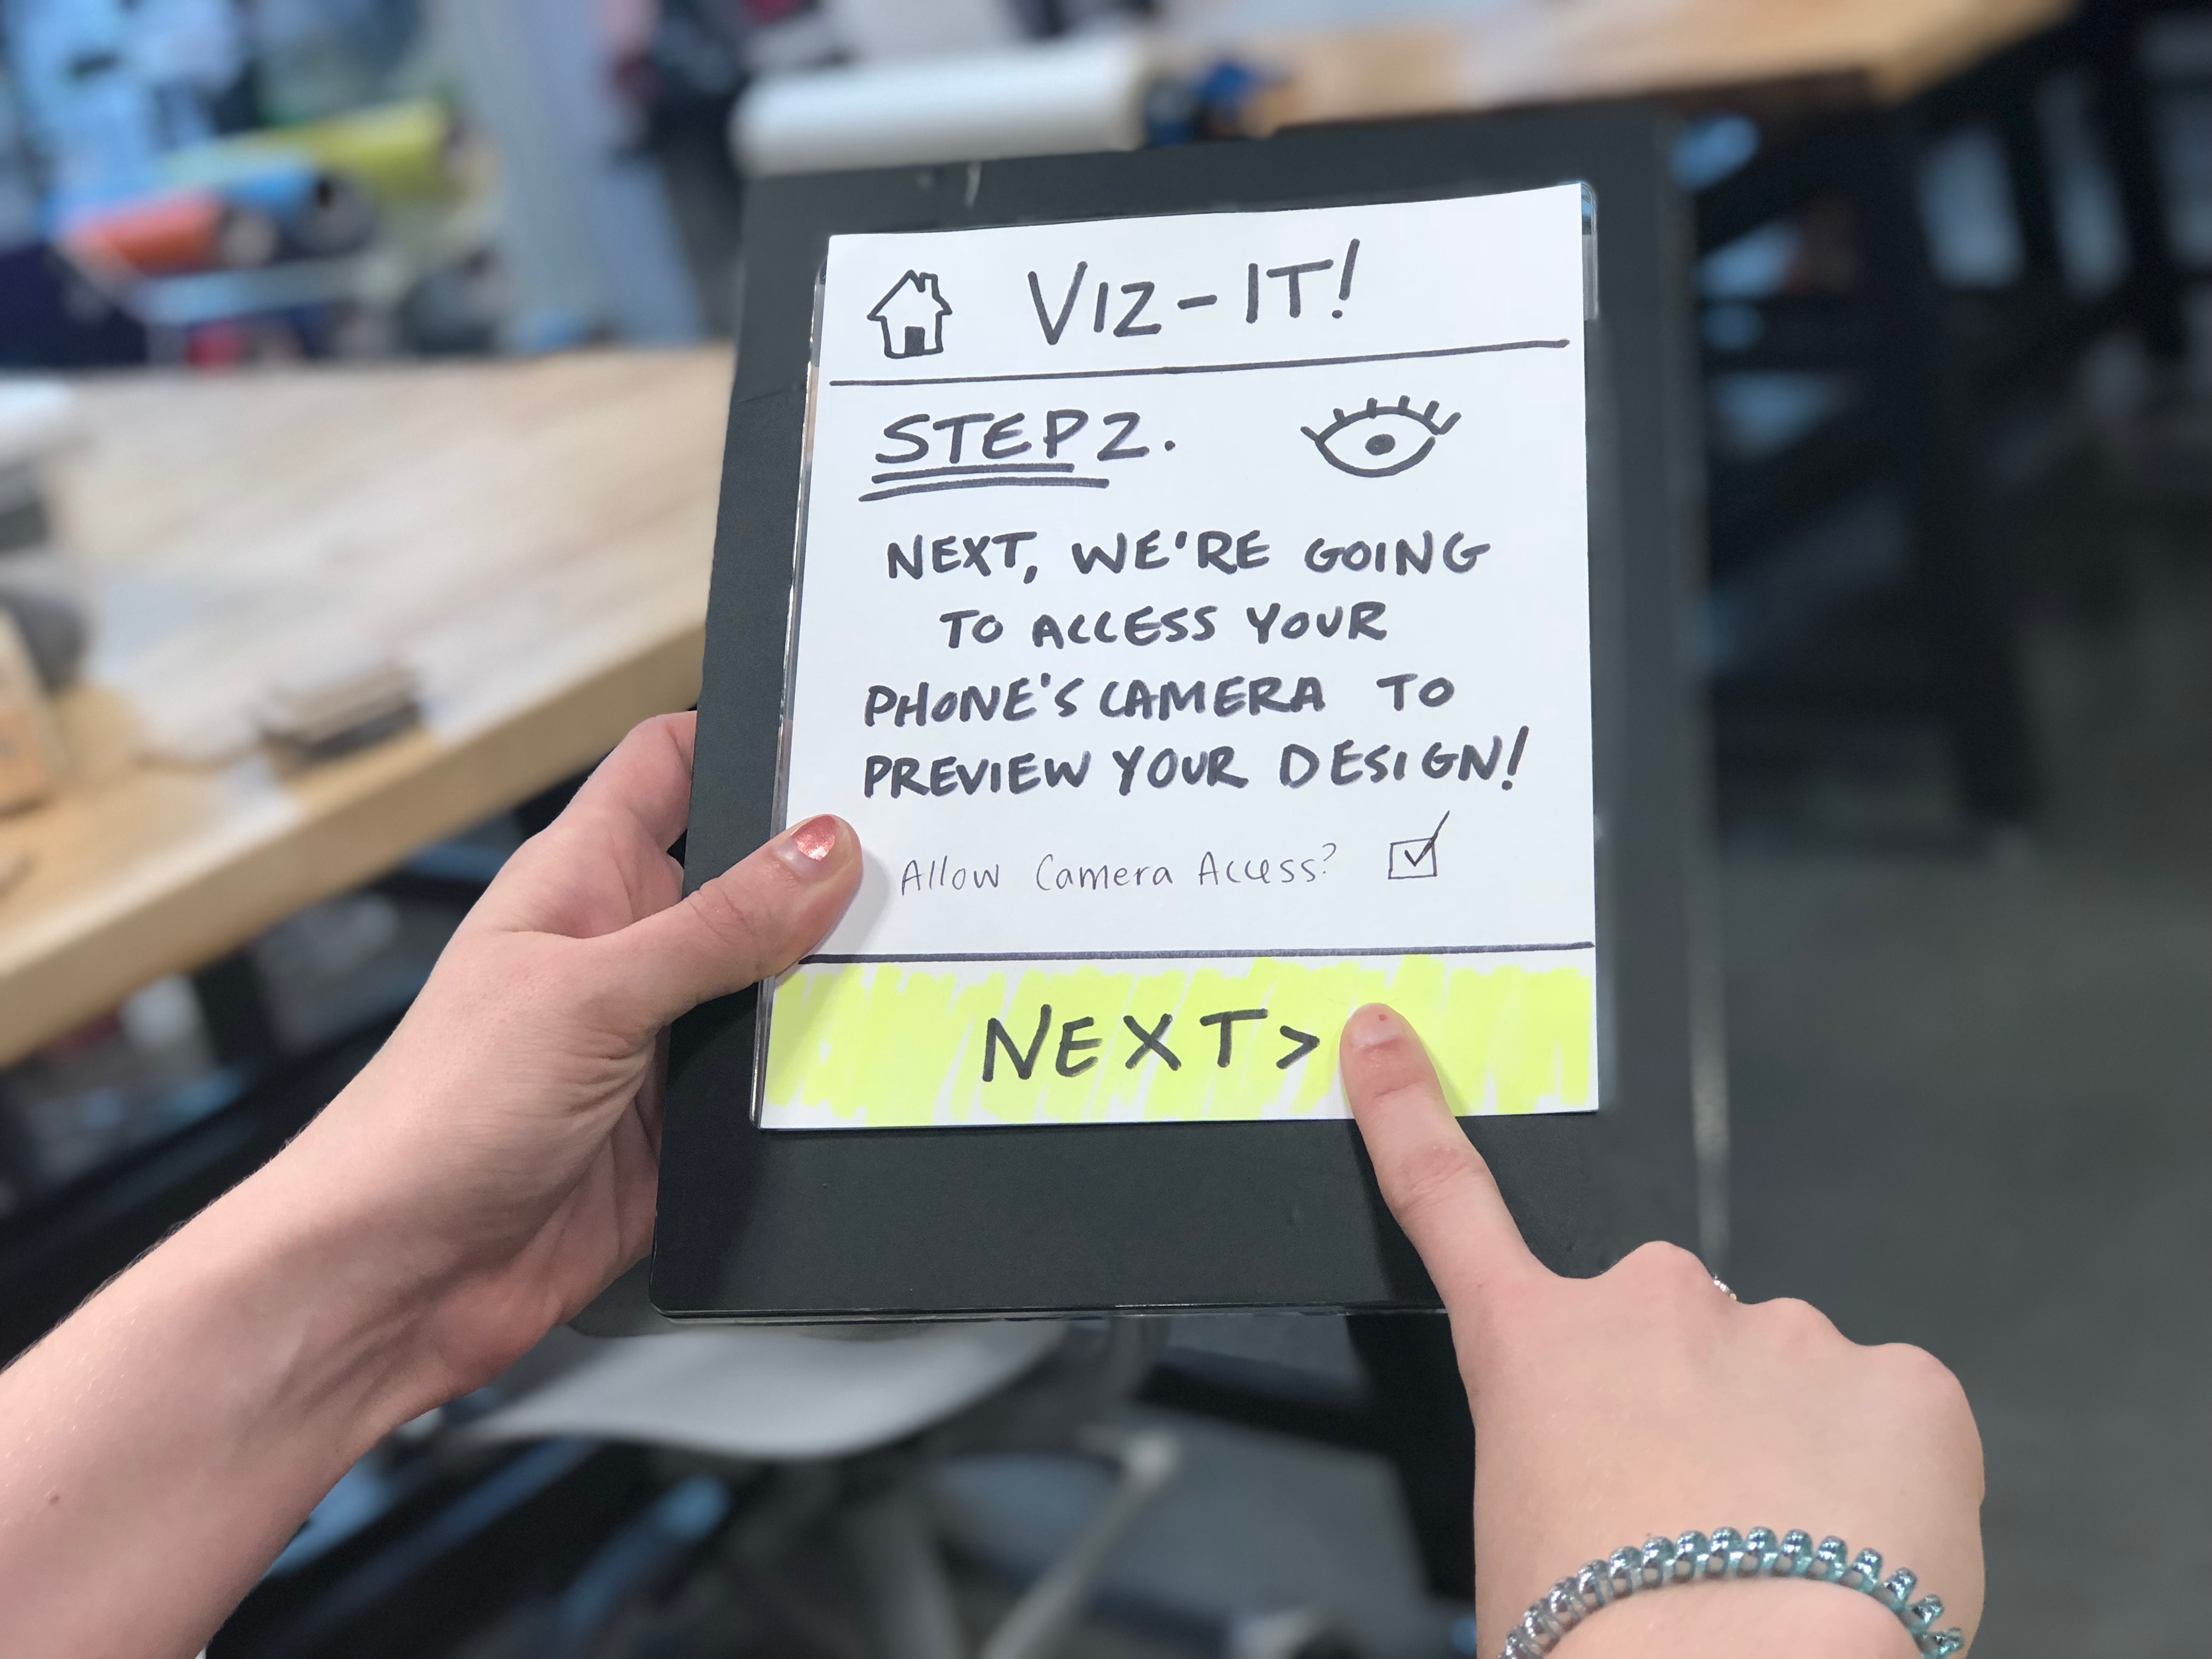 VIZ-IT!
STEP 2.
NEXT, WE'RE GOING
TO ACCESS YOUR
PHONE'S CAMERA TO
PREVIEW YOUR DESIGN!
Allow Camera Access?
NEXT>